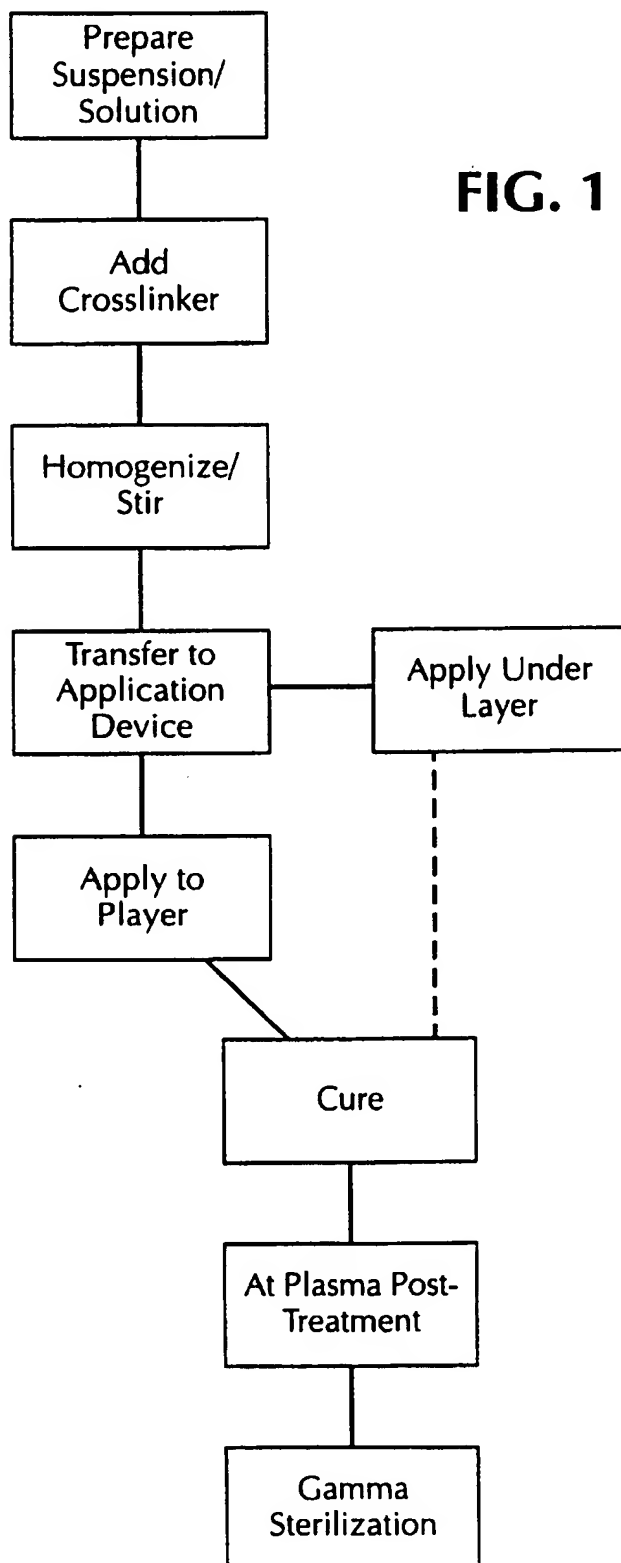 Prepare
Suspension/
Solution
FIG. 1
Add
Crosslinker
Homogenize/
Stir
Transfer to
Application
Device
Apply Under
Layer
Apply to
Player
Cure
At Plasma Post-
Treatment
Gamma
Sterilization